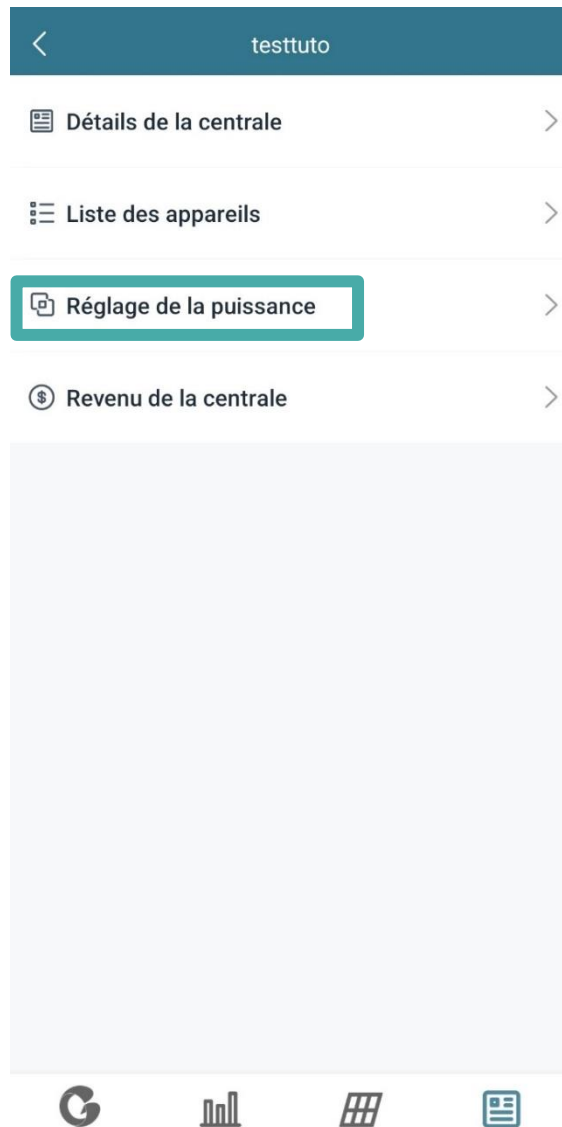 testtuto
Détails de la centrale
Liste des appareils
Réglage de la puissance
Revenu de la centrale